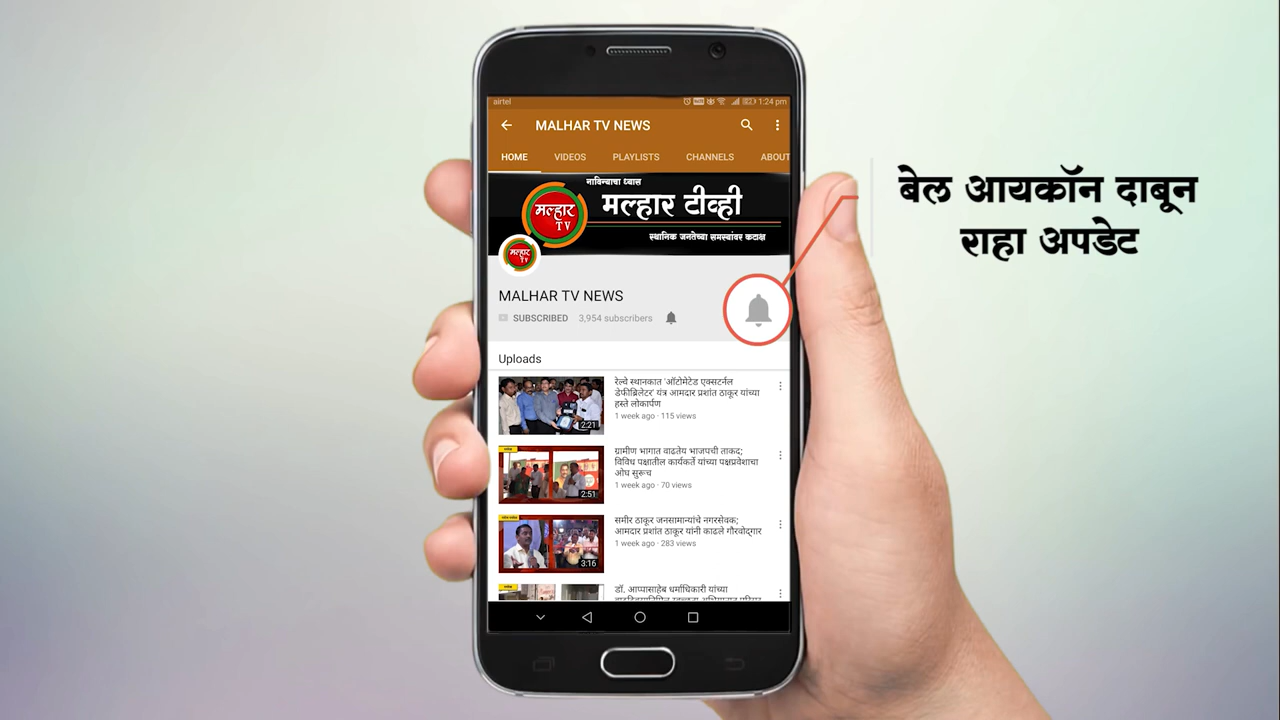 airtel 1:24 pm
MALHAR TV NEWS
HOME VIDEOS PLAYLISTS CHANNELS ABOUT
नाविन्याचा ध्यास
मल्हार टीव्ही
मल्हार
TV
स्थानिक जनतेच्या समस्यांवर कटाक्ष
मल्हार
TV
MALHAR TV NEWS
SUBSCRIBED 3,954 subscribers
Uploads
रेल्वे स्थानकात 'ऑटोमेटेड एक्सटर्नल
डेफीब्रिलेटर' यंत्र आमदार प्रशांत ठाकूर यांच्या
हस्ते लोकार्पण
1 week ago · 115 views
2:21
ग्रामीण भागात वाढतेय भाजपची ताकद;
विविध पक्षातील कार्यकर्ते यांच्या पक्षप्रवेशाचा
ओघ सुरूच
1 week ago · 70 views
2:51
समीर ठाकूर जनसामान्यांचे नगरसेवक;
आमदार प्रशांत ठाकूर यांनी काढले गौरवोद्गार
1 week ago · 283 views
3:16
डॉ. आप्पासाहेब धर्माधिकारी यांच्या
बेल आयकॉन दाबून
राहा अपडेट